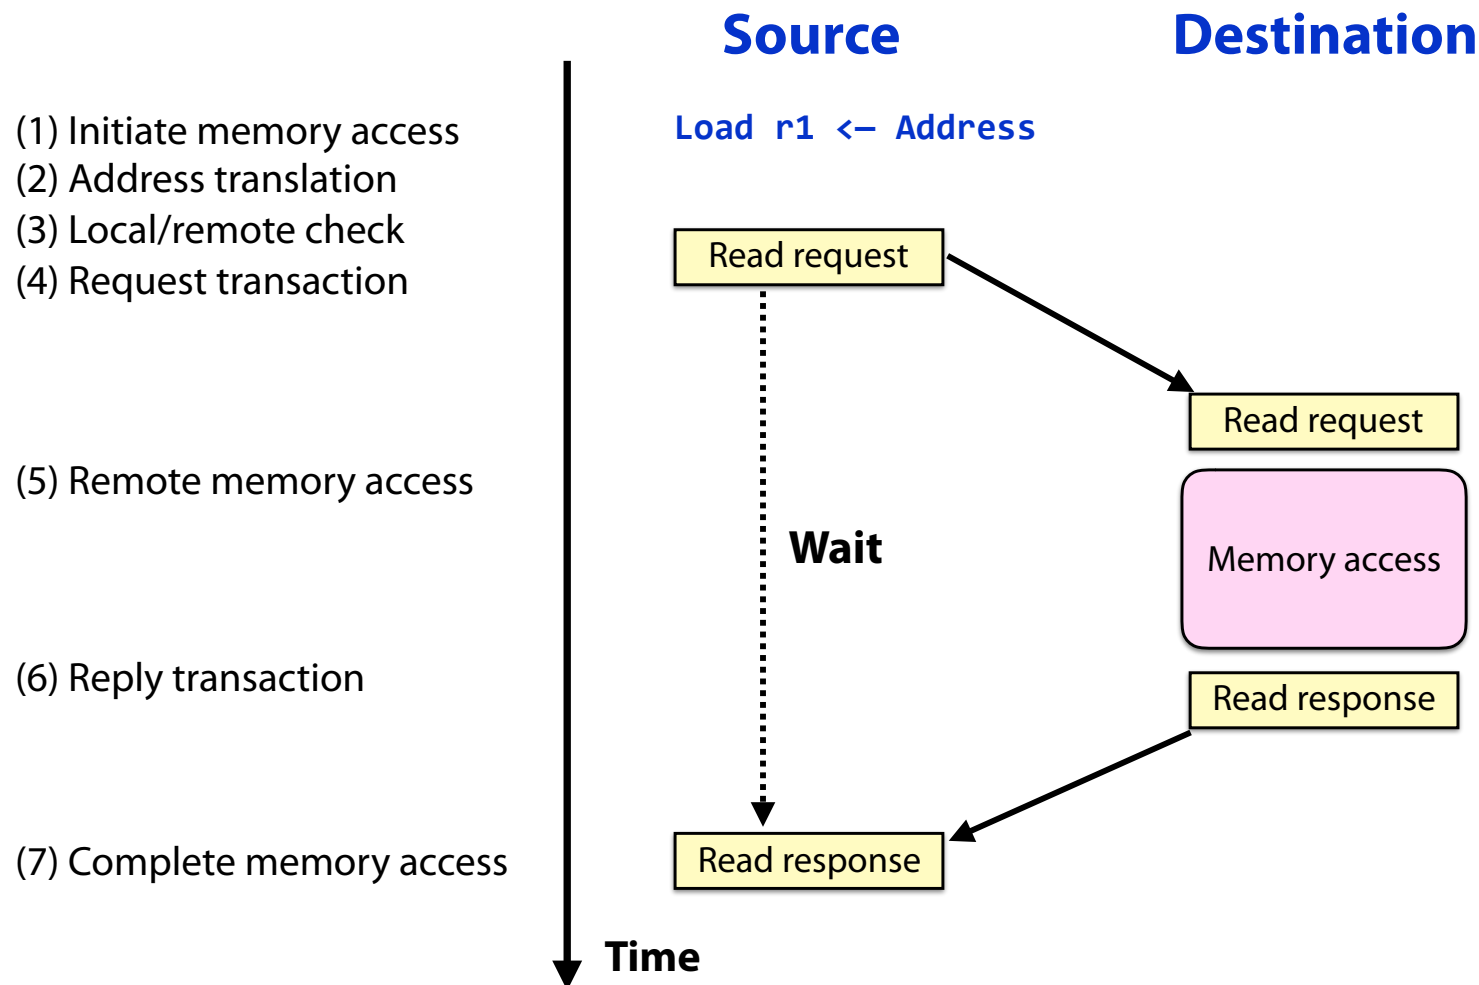 Source
Destination
(1) Initiate memory access
Load r1 <— Address
(2) Address translation
(3) Local/remote check
Read request
(4) Request transaction
Read request
(5) Remote memory access
Wait
Memory access
(6) Reply transaction
Read response
(7) Complete memory access
Read response
Time